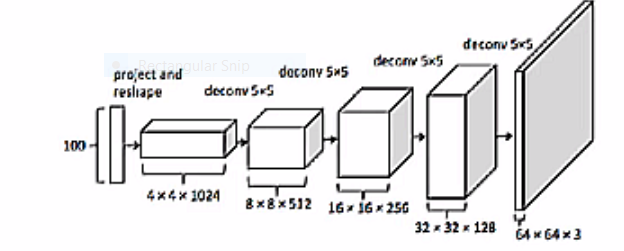 Rectangular Snip
project and
reshape
deconv 5×5
deconv 5×5
deconv 5×5
deconv 5×5
100
4×4×1024
8×8×512
16×16×256
32×32×128
64×64×3